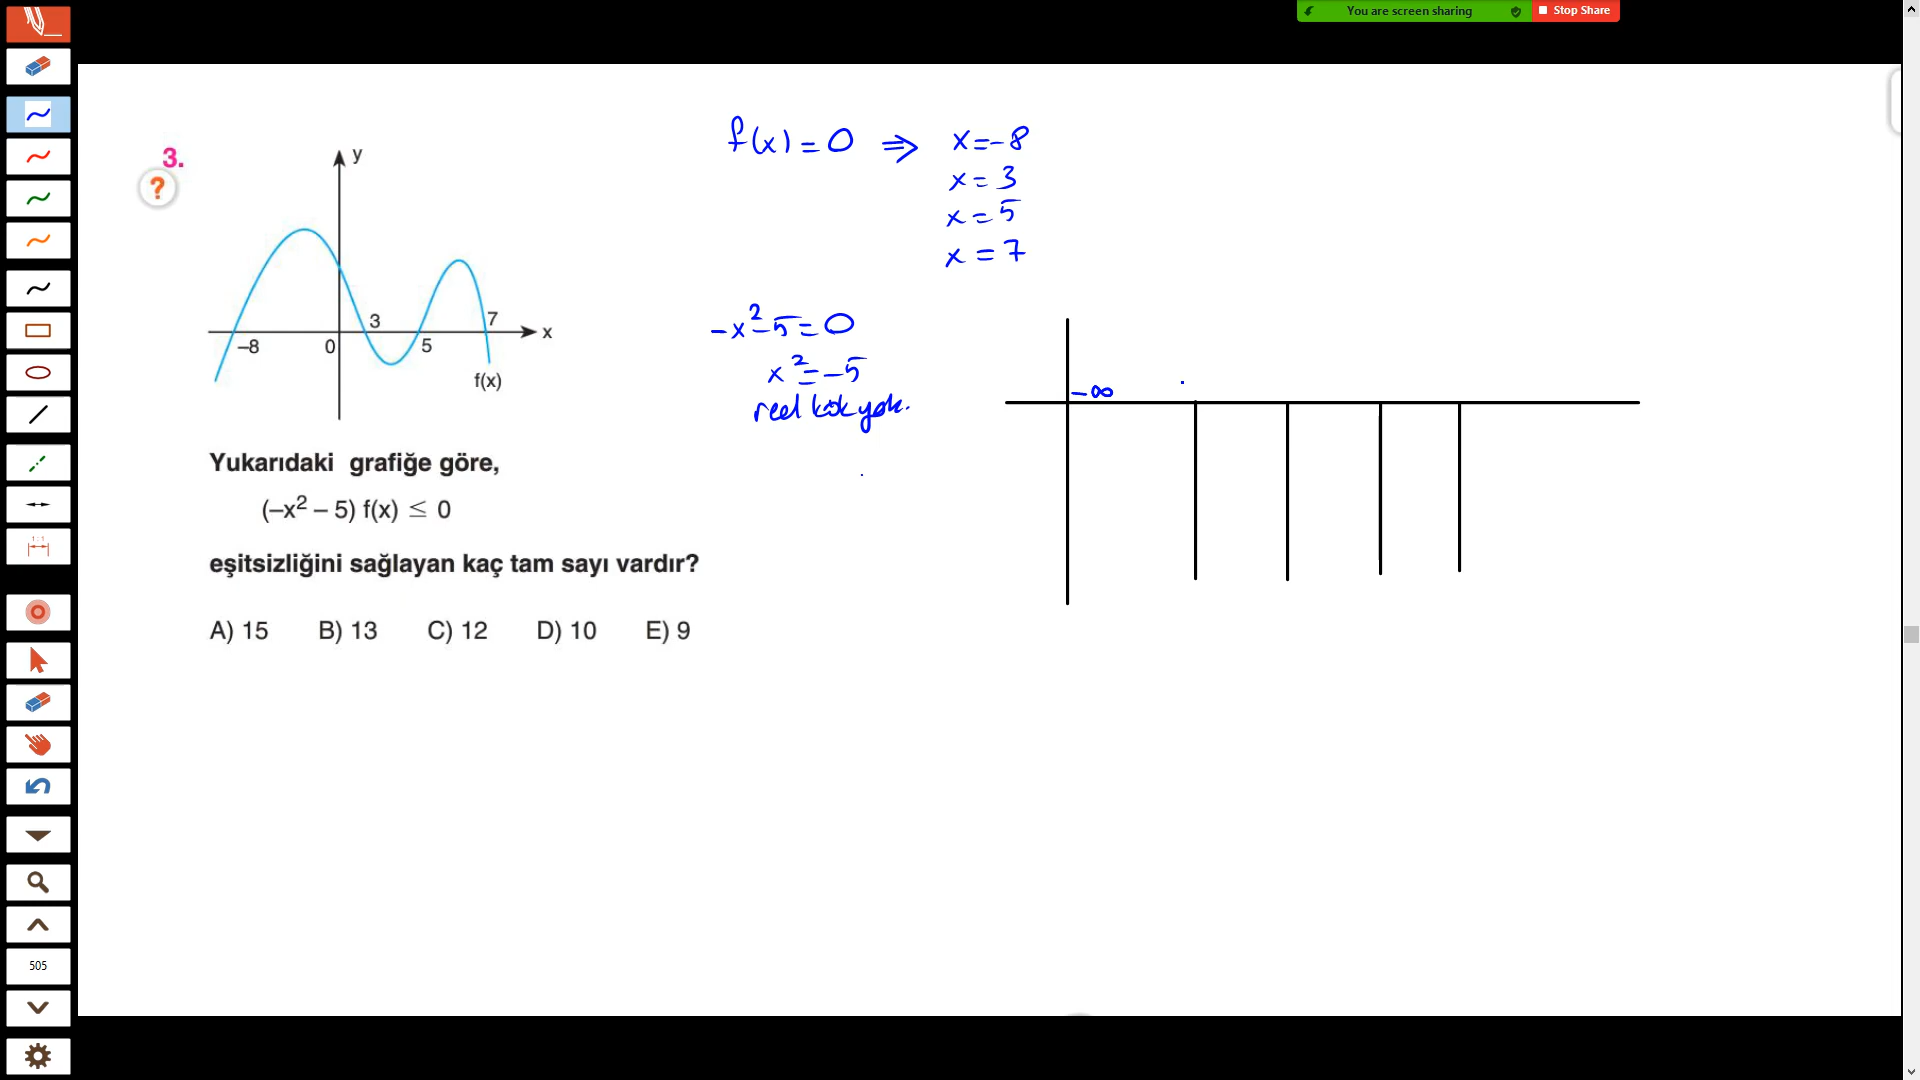 You are screen sharing
Stop Share
3.
?
y
3
7
x
–8
0
5
f(x)
Yukarıdaki grafiğe göre,
(–x² – 5) f(x) ≤ 0
eşitsizliğini sağlayan kaç tam sayı vardır?
A) 15 B) 13 C) 12 D) 10 E) 9
f(x) = 0 ⇒ x = -8
x = 3
x = 5
x = 7
-x² - 5 = 0
x² = -5
reel kök yok.
-∞
1:1
505